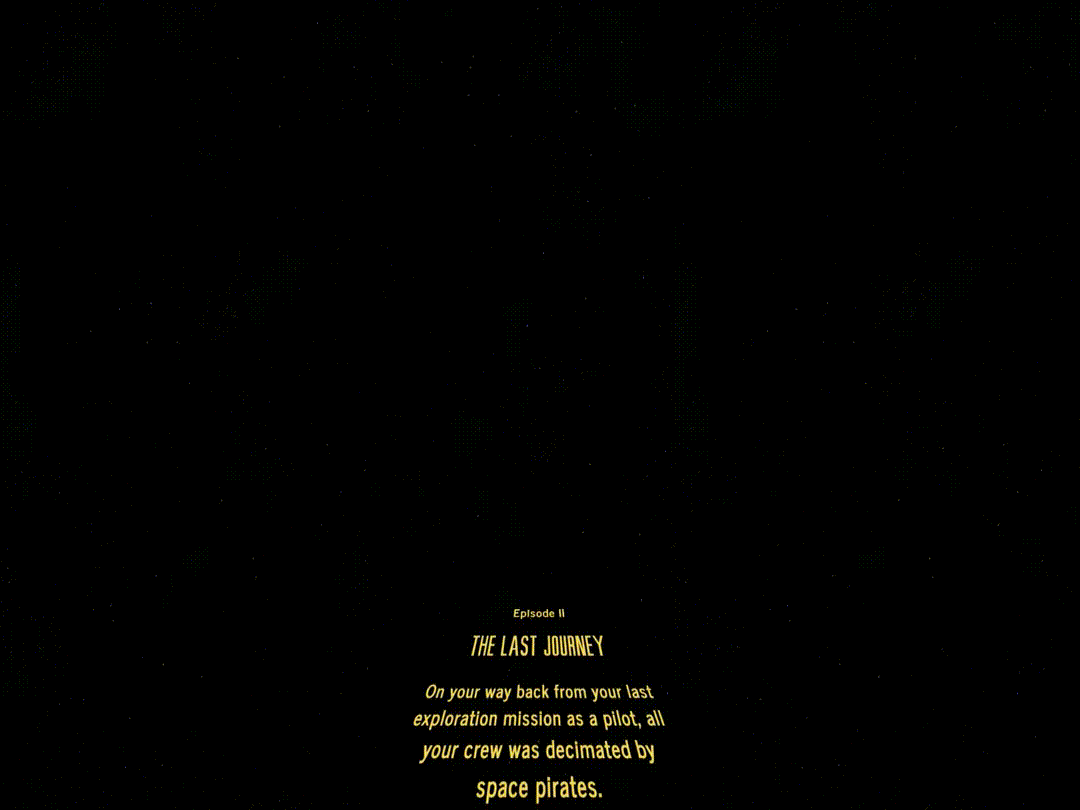 Episode II
THE LAST JOURNEY
On your way back from your last
exploration mission as a pilot, all
your crew was decimated by
space pirates.